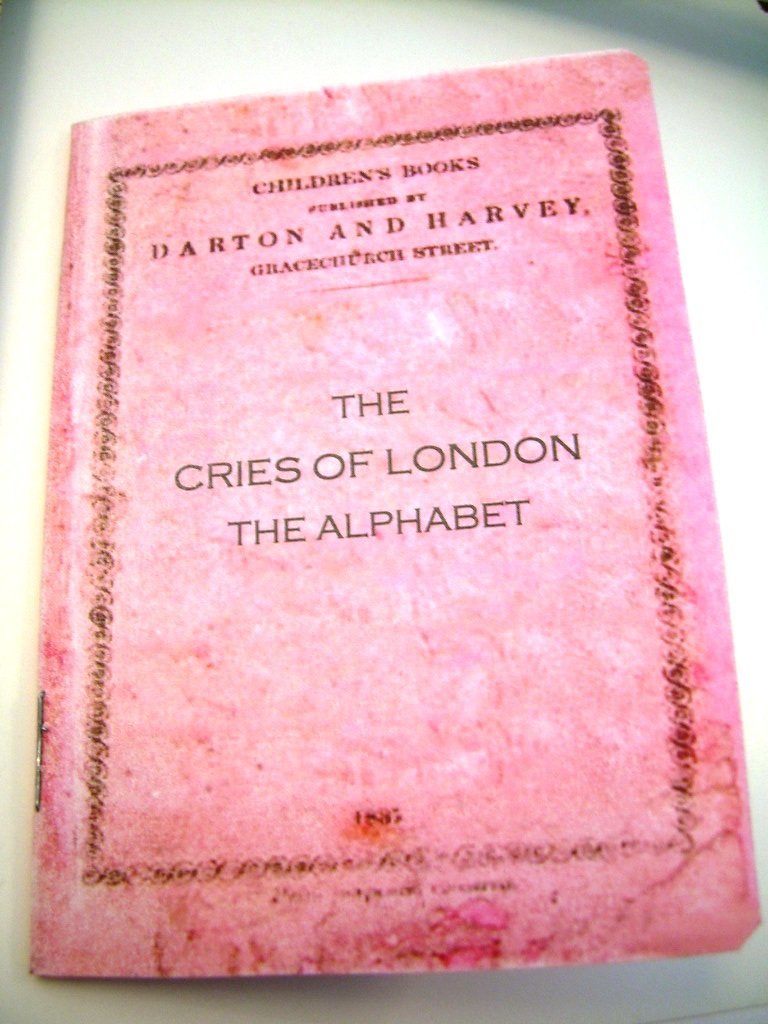 CHILDREN'S BOOKS
PUBLISHED BY
DARTON AND HARVEY,
GRACECHURCH STREET.
THE
CRIES OF LONDON
THE ALPHABET